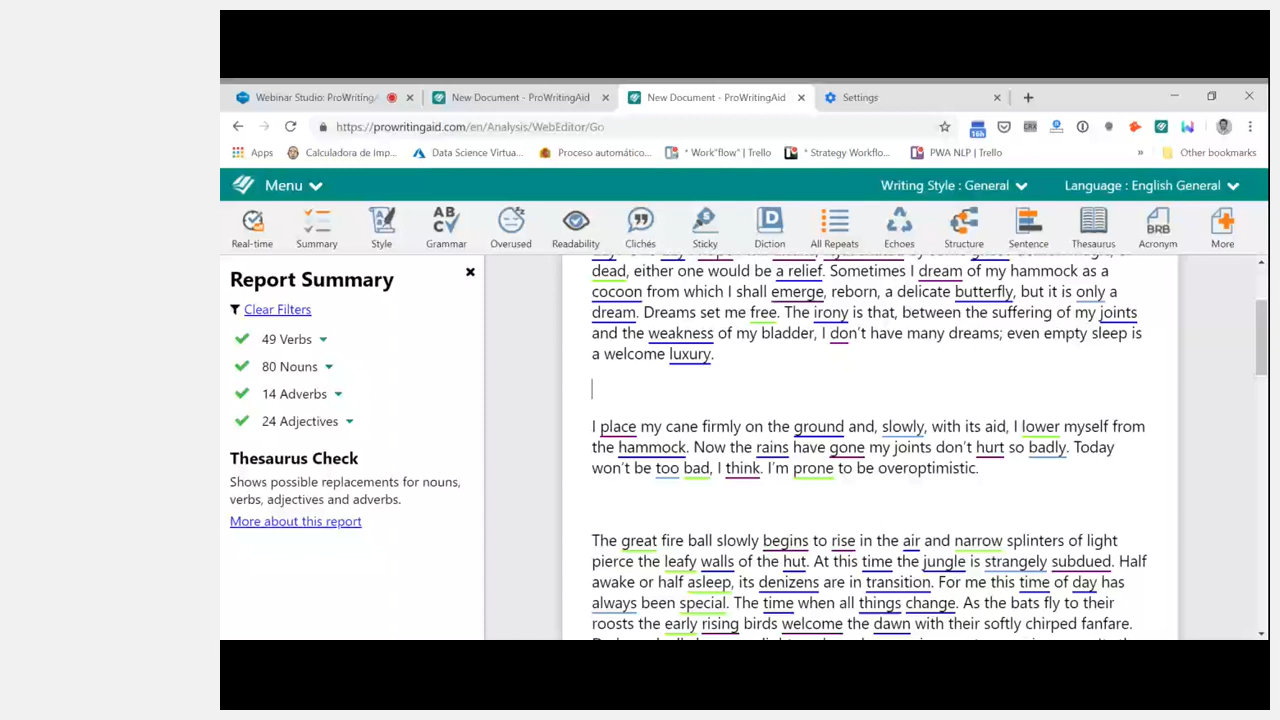 Webinar Studio: ProWriting/
New Document - ProWritingAid
New Document - ProWritingAid
Settings
https://prowritingaid.com/en/Analysis/WebEditor/Go
16h
Apps
Calculadora de Imp...
Data Science Virtua...
Proceso automático...
* Work"flow" | Trello
* Strategy Workflo...
PWA NLP | Trello
»
Other bookmarks
Menu
Writing Style : General
Language : English General
Real-time
Summary
Style
Grammar
Overused
Readability
Clichés
Sticky
Diction
All Repeats
Echoes
Structure
Sentence
Thesaurus
Acronym
More
Report Summary
Clear Filters
49 Verbs
80 Nouns
14 Adverbs
24 Adjectives
Thesaurus Check
Shows possible replacements for nouns,
verbs, adjectives and adverbs.
More about this report
dead, either one would be a relief. Sometimes I dream of my hammock as a
cocoon from which I shall emerge, reborn, a delicate butterfly, but it is only a
dream. Dreams set me free. The irony is that, between the suffering of my joints
and the weakness of my bladder, I don't have many dreams; even empty sleep is
a welcome luxury.
I place my cane firmly on the ground and, slowly, with its aid, I lower myself from
the hammock. Now the rains have gone my joints don't hurt so badly. Today
won't be too bad, I think. I'm prone to be overoptimistic.
The great fire ball slowly begins to rise in the air and narrow splinters of light
pierce the leafy walls of the hut. At this time the jungle is strangely subdued. Half
awake or half asleep, its denizens are in transition. For me this time of day has
always been special. The time when all things change. As the bats fly to their
roosts the early rising birds welcome the dawn with their softly chirped fanfare.